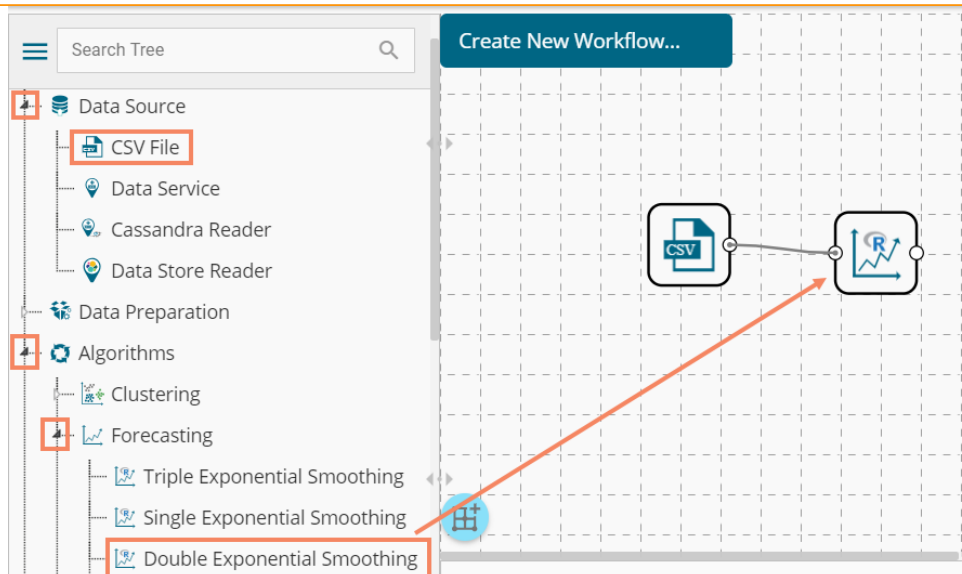 Search Tree
Create New Workflow...
Data Source
CSV File
Data Service
Cassandra Reader
Data Store Reader
Data Preparation
Algorithms
Clustering
Forecasting
Triple Exponential Smoothing
Single Exponential Smoothing
Double Exponential Smoothing
CSV
R